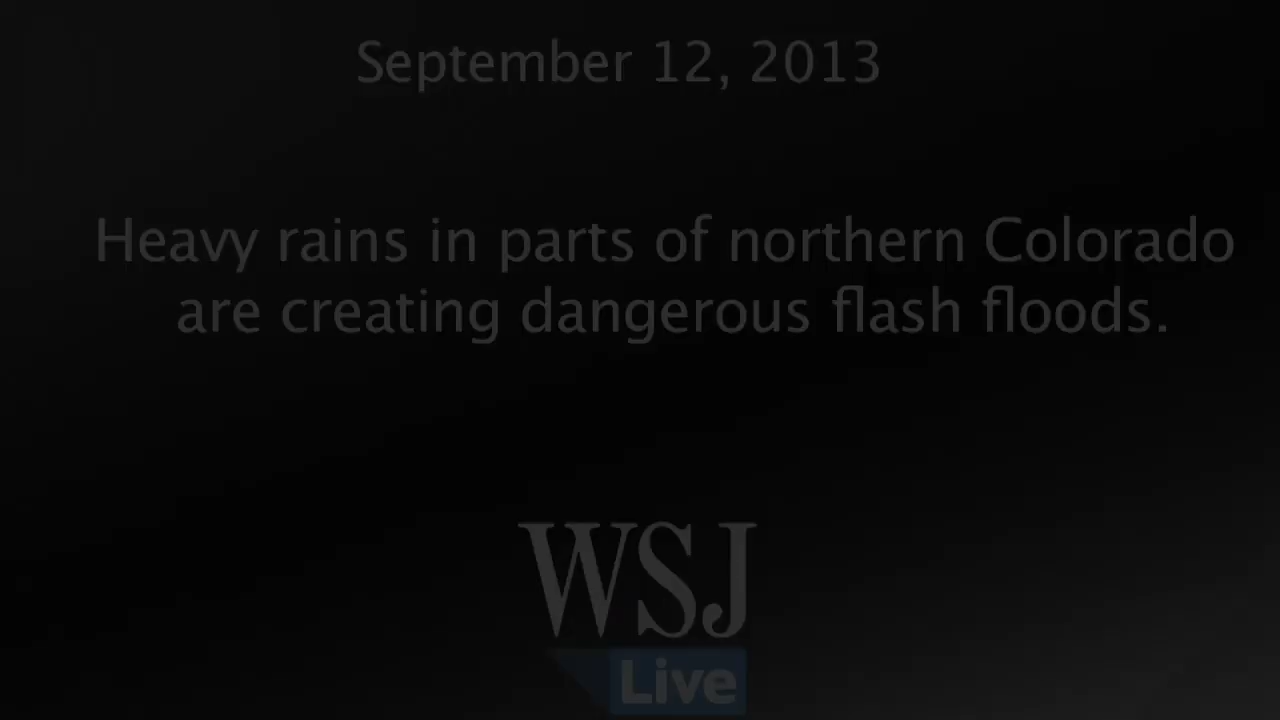 September 12, 2013
Heavy rains in parts of northern Colorado
are creating dangerous flash floods.
WSJ
Live